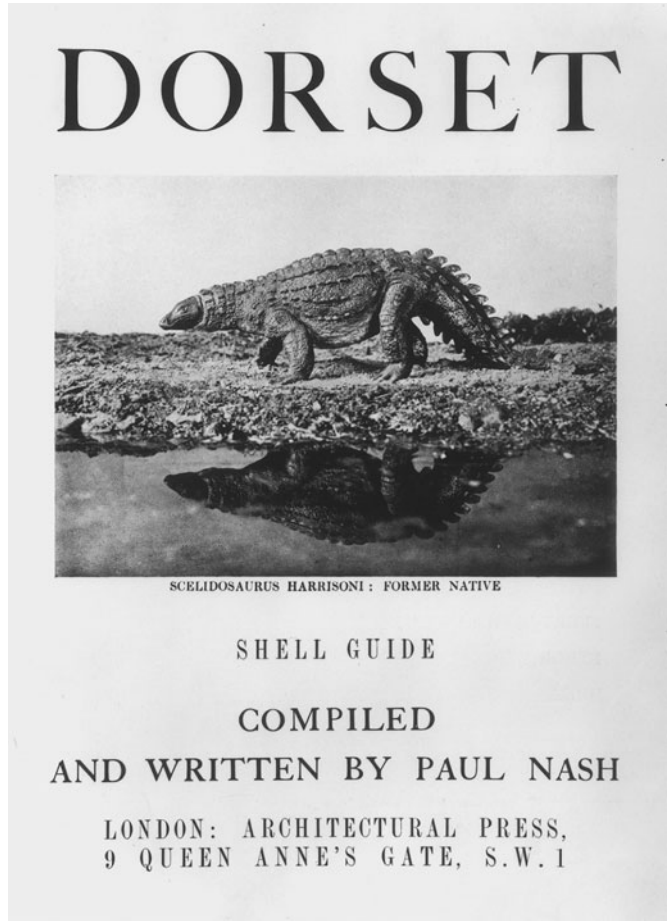 DORSET
SCELIDOSAURUS HARRISONI: FORMER NATIVE
SHELL GUIDE
COMPILED
AND WRITTEN BY PAUL NASH
LONDON: ARCHITECTURAL PRESS,
9 QUEEN ANNE'S GATE, S.W. 1